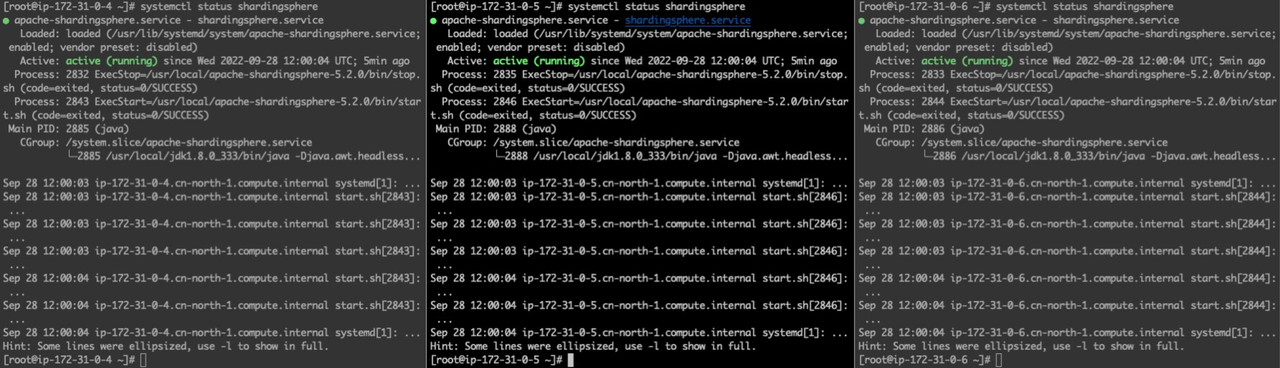 [root@ip-172-31-0-4 ~]# systemctl status shardingsphere
● apache-shardingsphere.service - shardingsphere.service
   Loaded: loaded (/usr/lib/systemd/system/apache-shardingsphere.service;
 enabled; vendor preset: disabled)
   Active: active (running) since Wed 2022-09-28 12:00:04 UTC; 5min ago
  Process: 2832 ExecStop=/usr/local/apache-shardingsphere-5.2.0/bin/stop.
sh (code=exited, status=0/SUCCESS)
  Process: 2843 ExecStart=/usr/local/apache-shardingsphere-5.2.0/bin/star
t.sh (code=exited, status=0/SUCCESS)
 Main PID: 2885 (java)
   CGroup: /system.slice/apache-shardingsphere.service
           └─2885 /usr/local/jdk1.8.0_333/bin/java -Djava.awt.headless...
Sep 28 12:00:03 ip-172-31-0-4.cn-north-1.compute.internal systemd[1]: ...
Sep 28 12:00:03 ip-172-31-0-4.cn-north-1.compute.internal start.sh[2843]:
 ...
Sep 28 12:00:03 ip-172-31-0-4.cn-north-1.compute.internal start.sh[2843]:
 ...
Sep 28 12:00:03 ip-172-31-0-4.cn-north-1.compute.internal start.sh[2843]:
 ...
Sep 28 12:00:04 ip-172-31-0-4.cn-north-1.compute.internal start.sh[2843]:
 ...
Sep 28 12:00:04 ip-172-31-0-4.cn-north-1.compute.internal start.sh[2843]:
 ...
Sep 28 12:00:04 ip-172-31-0-4.cn-north-1.compute.internal systemd[1]: ...
Hint: Some lines were ellipsized, use -l to show in full.
[root@ip-172-31-0-4 ~]#
[root@ip-172-31-0-5 ~]# systemctl status shardingsphere
● apache-shardingsphere.service - shardingsphere.service
   Loaded: loaded (/usr/lib/systemd/system/apache-shardingsphere.service;
 enabled; vendor preset: disabled)
   Active: active (running) since Wed 2022-09-28 12:00:04 UTC; 5min ago
  Process: 2835 ExecStop=/usr/local/apache-shardingsphere-5.2.0/bin/stop.
sh (code=exited, status=0/SUCCESS)
  Process: 2846 ExecStart=/usr/local/apache-shardingsphere-5.2.0/bin/star
t.sh (code=exited, status=0/SUCCESS)
 Main PID: 2888 (java)
   CGroup: /system.slice/apache-shardingsphere.service
           └─2888 /usr/local/jdk1.8.0_333/bin/java -Djava.awt.headless...
Sep 28 12:00:03 ip-172-31-0-5.cn-north-1.compute.internal systemd[1]: ...
Sep 28 12:00:03 ip-172-31-0-5.cn-north-1.compute.internal start.sh[2846]:
 ...
Sep 28 12:00:03 ip-172-31-0-5.cn-north-1.compute.internal start.sh[2846]:
 ...
Sep 28 12:00:03 ip-172-31-0-5.cn-north-1.compute.internal start.sh[2846]:
 ...
Sep 28 12:00:04 ip-172-31-0-5.cn-north-1.compute.internal start.sh[2846]:
 ...
Sep 28 12:00:04 ip-172-31-0-5.cn-north-1.compute.internal start.sh[2846]:
 ...
Sep 28 12:00:04 ip-172-31-0-5.cn-north-1.compute.internal systemd[1]: ...
Hint: Some lines were ellipsized, use -l to show in full.
[root@ip-172-31-0-5 ~]#
[root@ip-172-31-0-6 ~]# systemctl status shardingsphere
● apache-shardingsphere.service - shardingsphere.service
   Loaded: loaded (/usr/lib/systemd/system/apache-shardingsphere.service;
 enabled; vendor preset: disabled)
   Active: active (running) since Wed 2022-09-28 12:00:04 UTC; 5min ago
  Process: 2833 ExecStop=/usr/local/apache-shardingsphere-5.2.0/bin/stop.
sh (code=exited, status=0/SUCCESS)
  Process: 2844 ExecStart=/usr/local/apache-shardingsphere-5.2.0/bin/star
t.sh (code=exited, status=0/SUCCESS)
 Main PID: 2886 (java)
   CGroup: /system.slice/apache-shardingsphere.service
           └─2886 /usr/local/jdk1.8.0_333/bin/java -Djava.awt.headless...
Sep 28 12:00:03 ip-172-31-0-6.cn-north-1.compute.internal systemd[1]: ...
Sep 28 12:00:03 ip-172-31-0-6.cn-north-1.compute.internal start.sh[2844]:
 ...
Sep 28 12:00:03 ip-172-31-0-6.cn-north-1.compute.internal start.sh[2844]:
 ...
Sep 28 12:00:03 ip-172-31-0-6.cn-north-1.compute.internal start.sh[2844]:
 ...
Sep 28 12:00:04 ip-172-31-0-6.cn-north-1.compute.internal start.sh[2844]:
 ...
Sep 28 12:00:04 ip-172-31-0-6.cn-north-1.compute.internal start.sh[2844]:
 ...
Sep 28 12:00:04 ip-172-31-0-6.cn-north-1.compute.internal systemd[1]: ...
Hint: Some lines were ellipsized, use -l to show in full.
[root@ip-172-31-0-6 ~]#